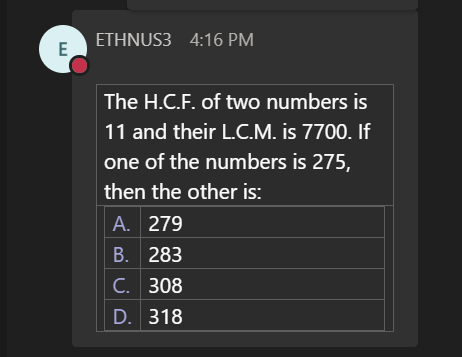 E
ETHNUS3 4:16 PM
The H.C.F. of two numbers is
11 and their L.C.M. is 7700. If
one of the numbers is 275,
then the other is:
A. 279
B. 283
C. 308
D. 318